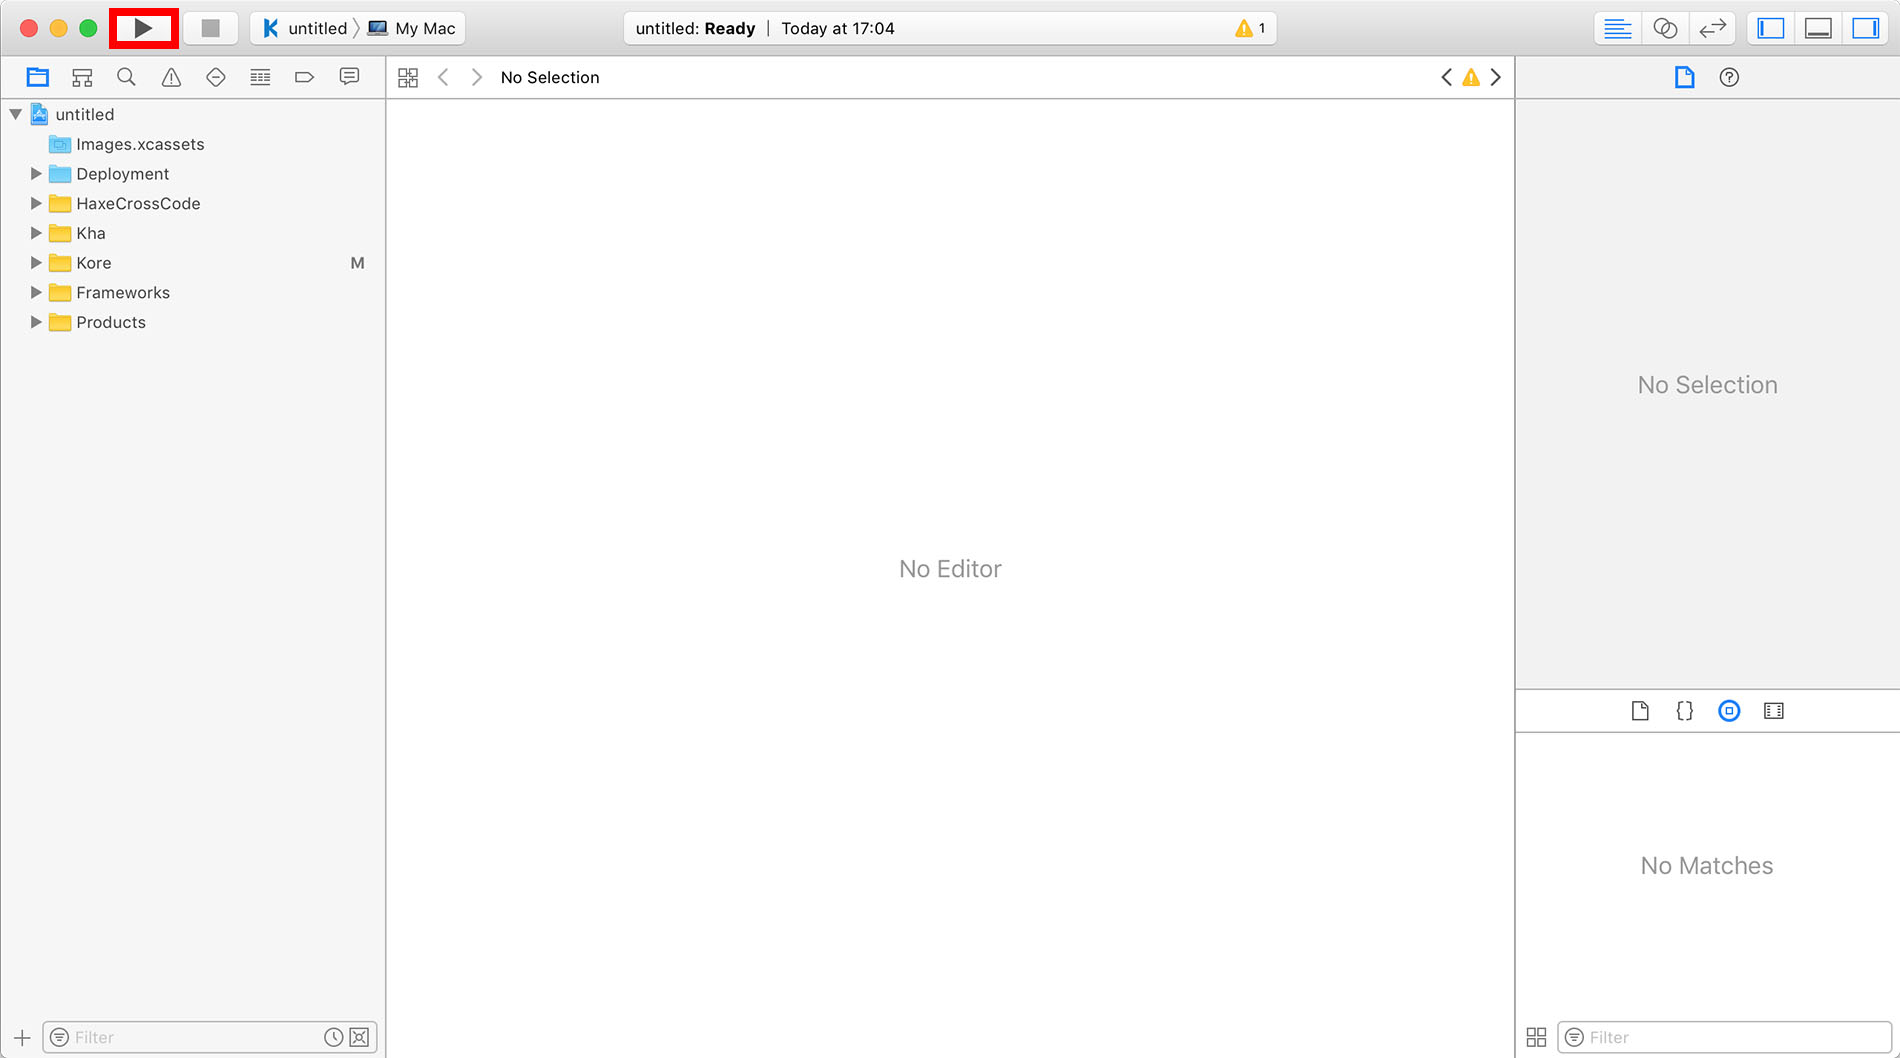 untitled My Mac
untitled: Ready | Today at 17:04
1
No Selection
untitled
Images.xcassets
Deployment
HaxeCrossCode
Kha
Kore M
Frameworks
Products
No Editor
No Selection
No Matches
Filter
Filter